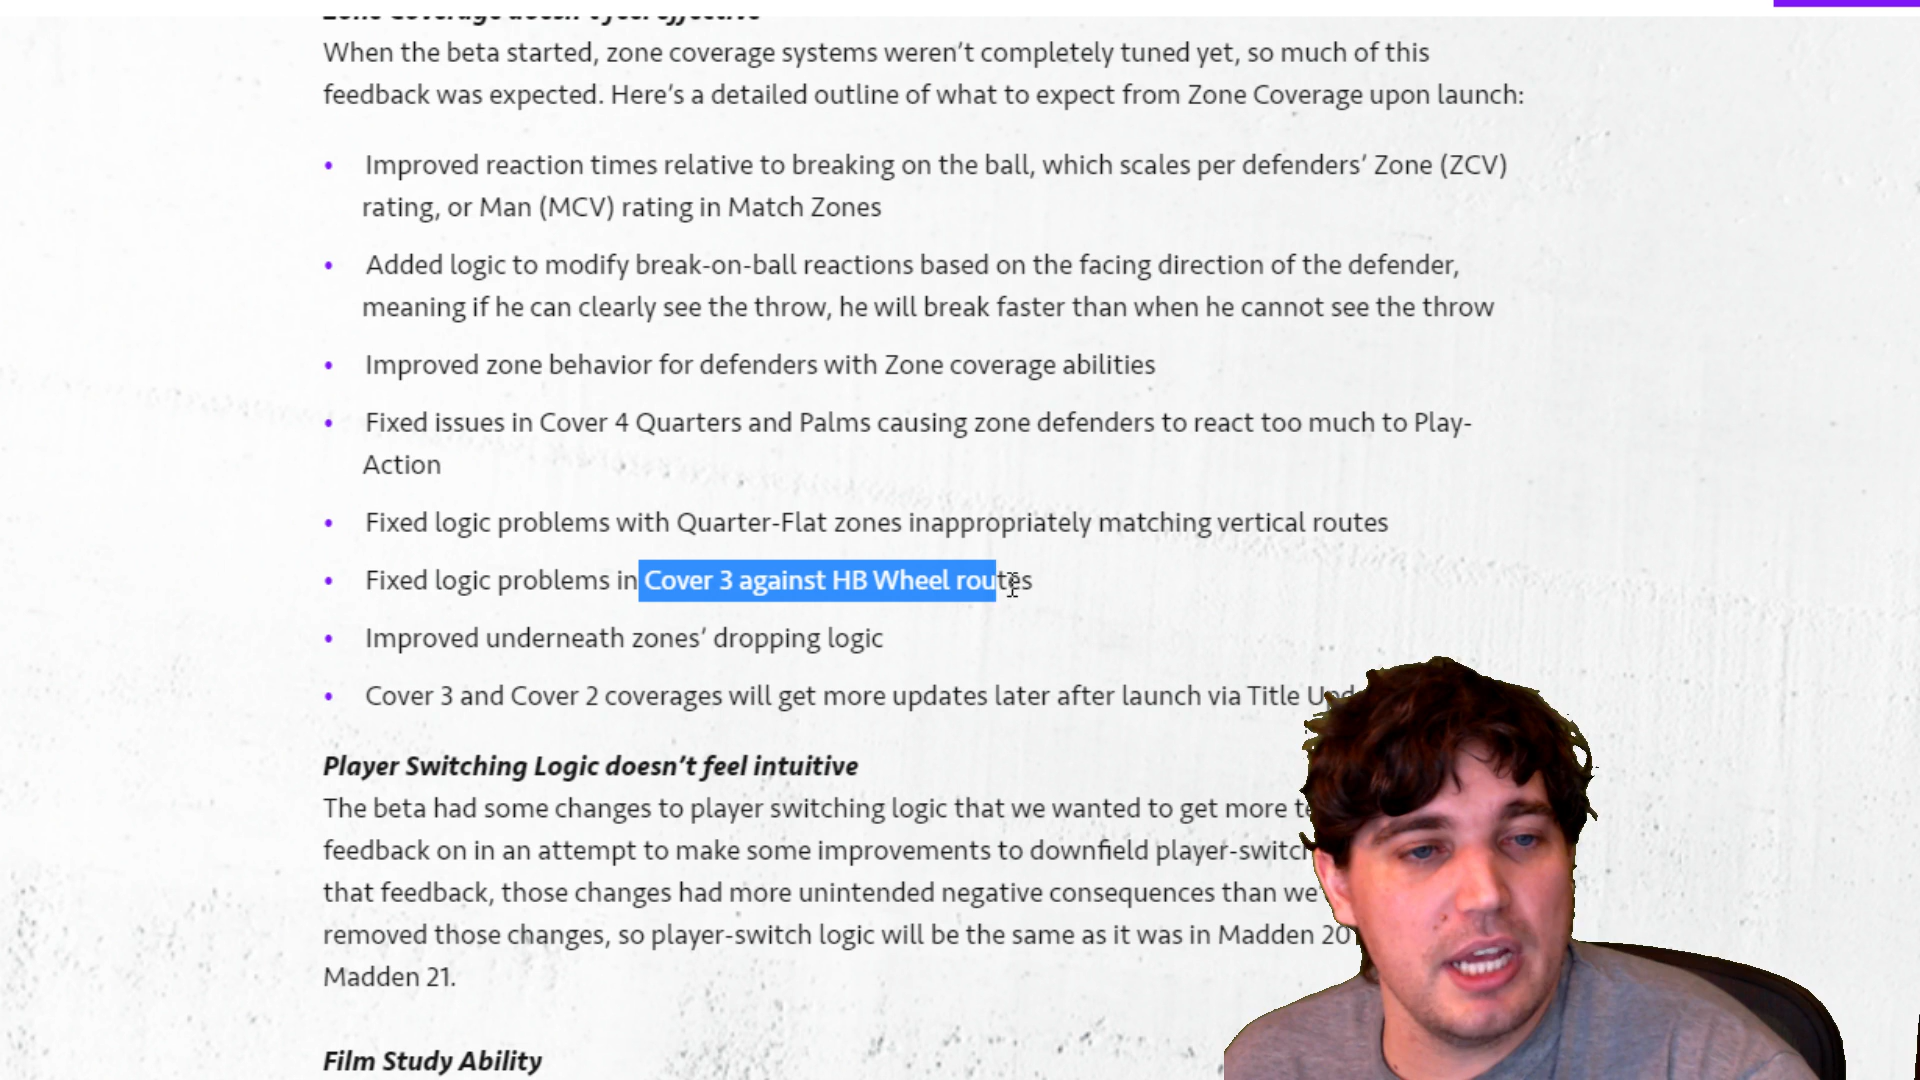 Zone Coverage doesn't feel effective
When the beta started, zone coverage systems weren't completely tuned yet, so much of this
feedback was expected. Here's a detailed outline of what to expect from Zone Coverage upon launch:
• Improved reaction times relative to breaking on the ball, which scales per defenders' Zone (ZCV)
rating, or Man (MCV) rating in Match Zones
• Added logic to modify break-on-ball reactions based on the facing direction of the defender,
meaning if he can clearly see the throw, he will break faster than when he cannot see the throw
• Improved zone behavior for defenders with Zone coverage abilities
• Fixed issues in Cover 4 Quarters and Palms causing zone defenders to react too much to Play-
Action
• Fixed logic problems with Quarter-Flat zones inappropriately matching vertical routes
• Fixed logic problems in Cover 3 against HB Wheel routes
• Improved underneath zones' dropping logic
• Cover 3 and Cover 2 coverages will get more updates later after launch via Title
Player Switching Logic doesn't feel intuitive
The beta had some changes to player switching logic that we wanted to get more
feedback on in an attempt to make some improvements to downfield
that feedback, those changes had more unintended negative consequences than we
removed those changes, so player-switch logic will be the same as it was in Madden 20
Madden 21.
Film Study Ability